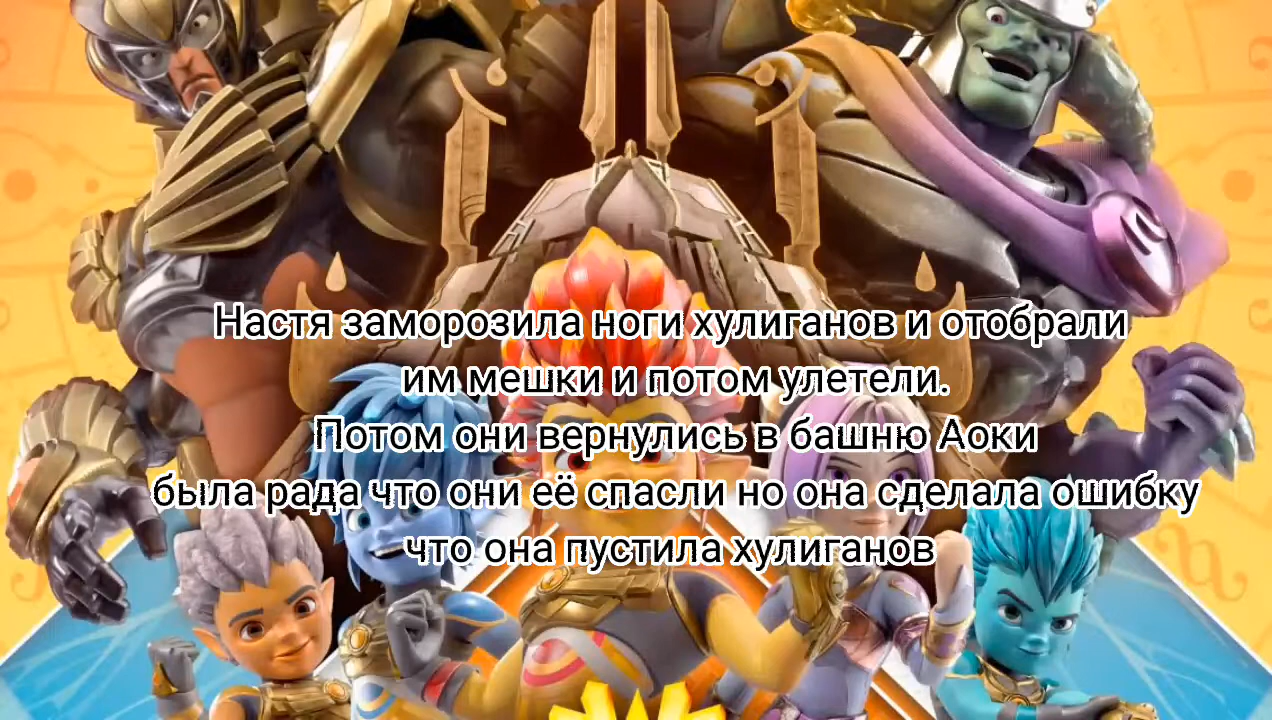 Настя заморозила ноги хулиганов и отобрали
им мешки и потом улетели.
Потом они вернулись в башню Аоки
была рада что они её спасли но она сделала ошибку
что она пустила хулиганов